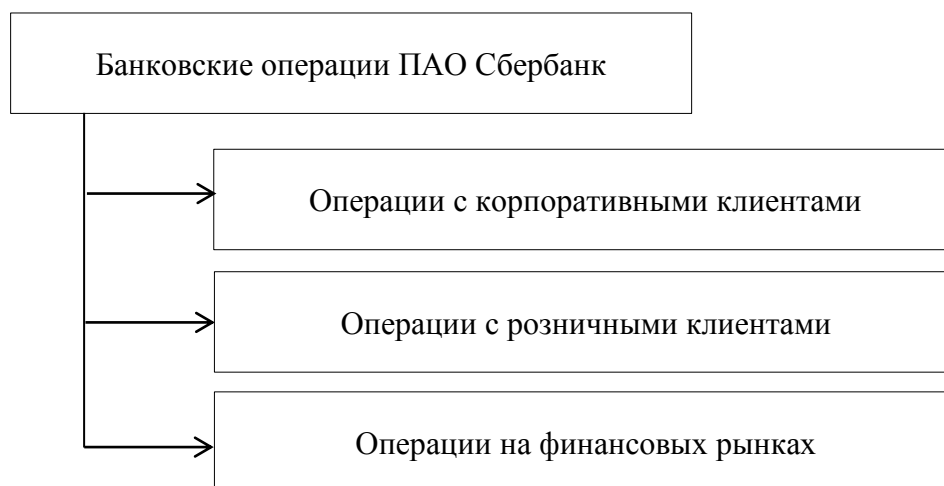 Банковские операции ПАО Сбербанк
Операции с корпоративными клиентами
Операции с розничными клиентами
Операции на финансовых рынках